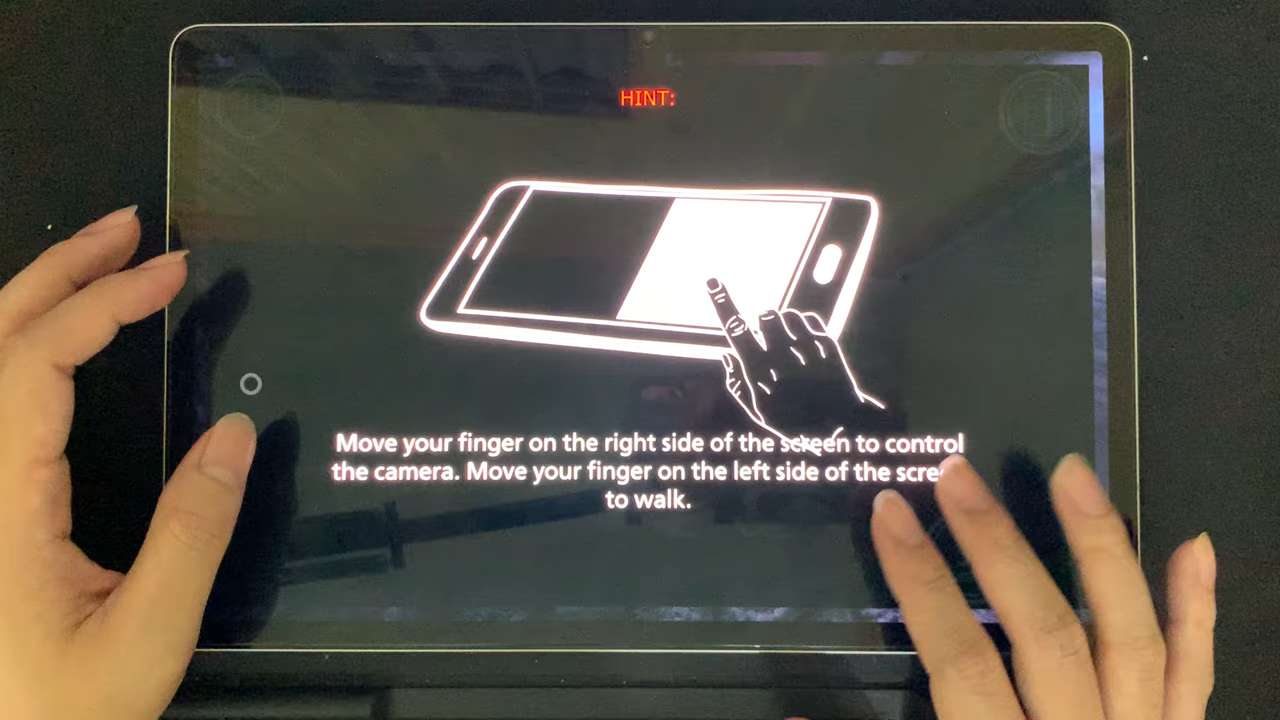 HINT:
Move your finger on the right side of the screen to control
the camera. Move your finger on the left side of the scree
to walk.